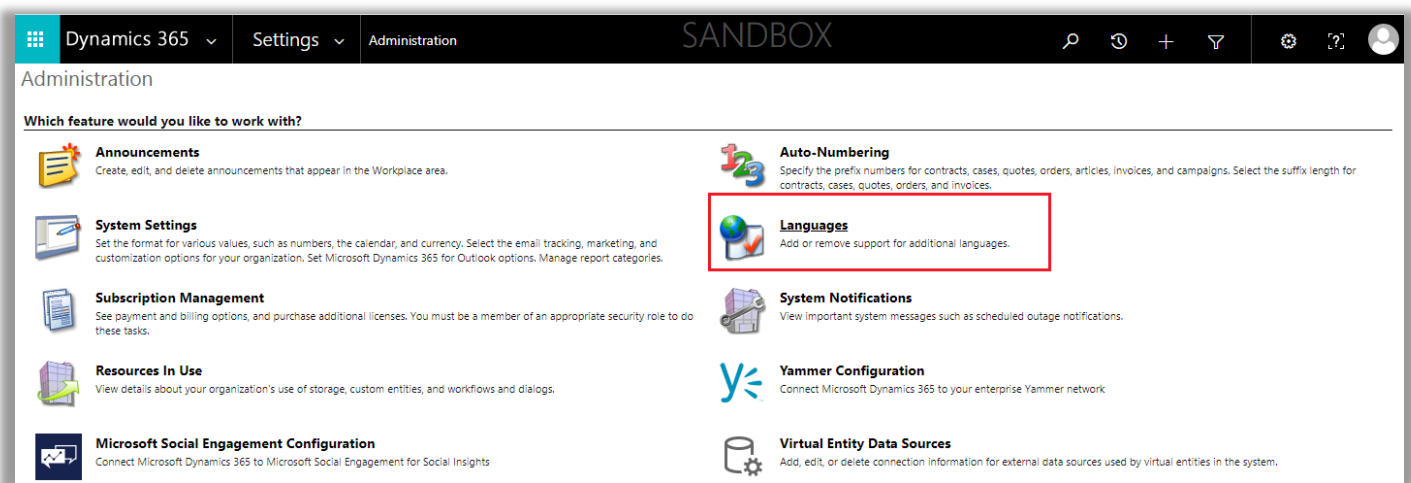 Dynamics 365 Settings Administration SANDBOX
Administration
Which feature would you like to work with?
Announcements
Create, edit, and delete announcements that appear in the Workplace area.
Auto-Numbering
Specify the prefix numbers for contracts, cases, quotes, orders, articles, invoices, and campaigns. Select the suffix length for
contracts, cases, quotes, orders, and invoices.
System Settings
Set the format for various values, such as numbers, the calendar, and currency. Select the email tracking, marketing, and
customization options for your organization. Set Microsoft Dynamics 365 for Outlook options. Manage report categories.
Languages
Add or remove support for additional languages.
Subscription Management
See payment and billing options, and purchase additional licenses. You must be a member of an appropriate security role to do
these tasks.
System Notifications
View important system messages such as scheduled outage notifications.
Resources In Use
View details about your organization's use of storage, custom entities, and workflows and dialogs.
Yammer Configuration
Connect Microsoft Dynamics 365 to your enterprise Yammer network
Microsoft Social Engagement Configuration
Connect Microsoft Dynamics 365 to Microsoft Social Engagement for Social Insights
Virtual Entity Data Sources
Add, edit, or delete connection information for external data sources used by virtual entities in the system.